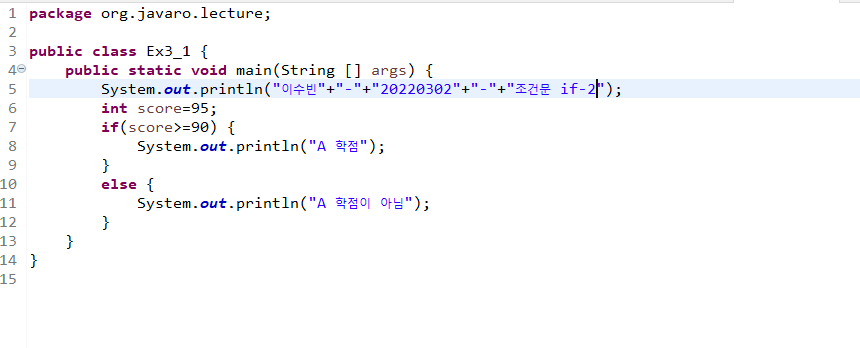 1 package org.javaro.lecture;
2
3 public class Ex3_1 {
4 public static void main(String [] args) {
5 System.out.println("이수빈"+"-"+"20220302"+"-"+"조건문 if-2");
6 int score=95;
7 if(score>=90) {
8 System.out.println("A 학점");
9 }
10 else {
11 System.out.println("A 학점이 아님");
12 }
13 }
14 }
15